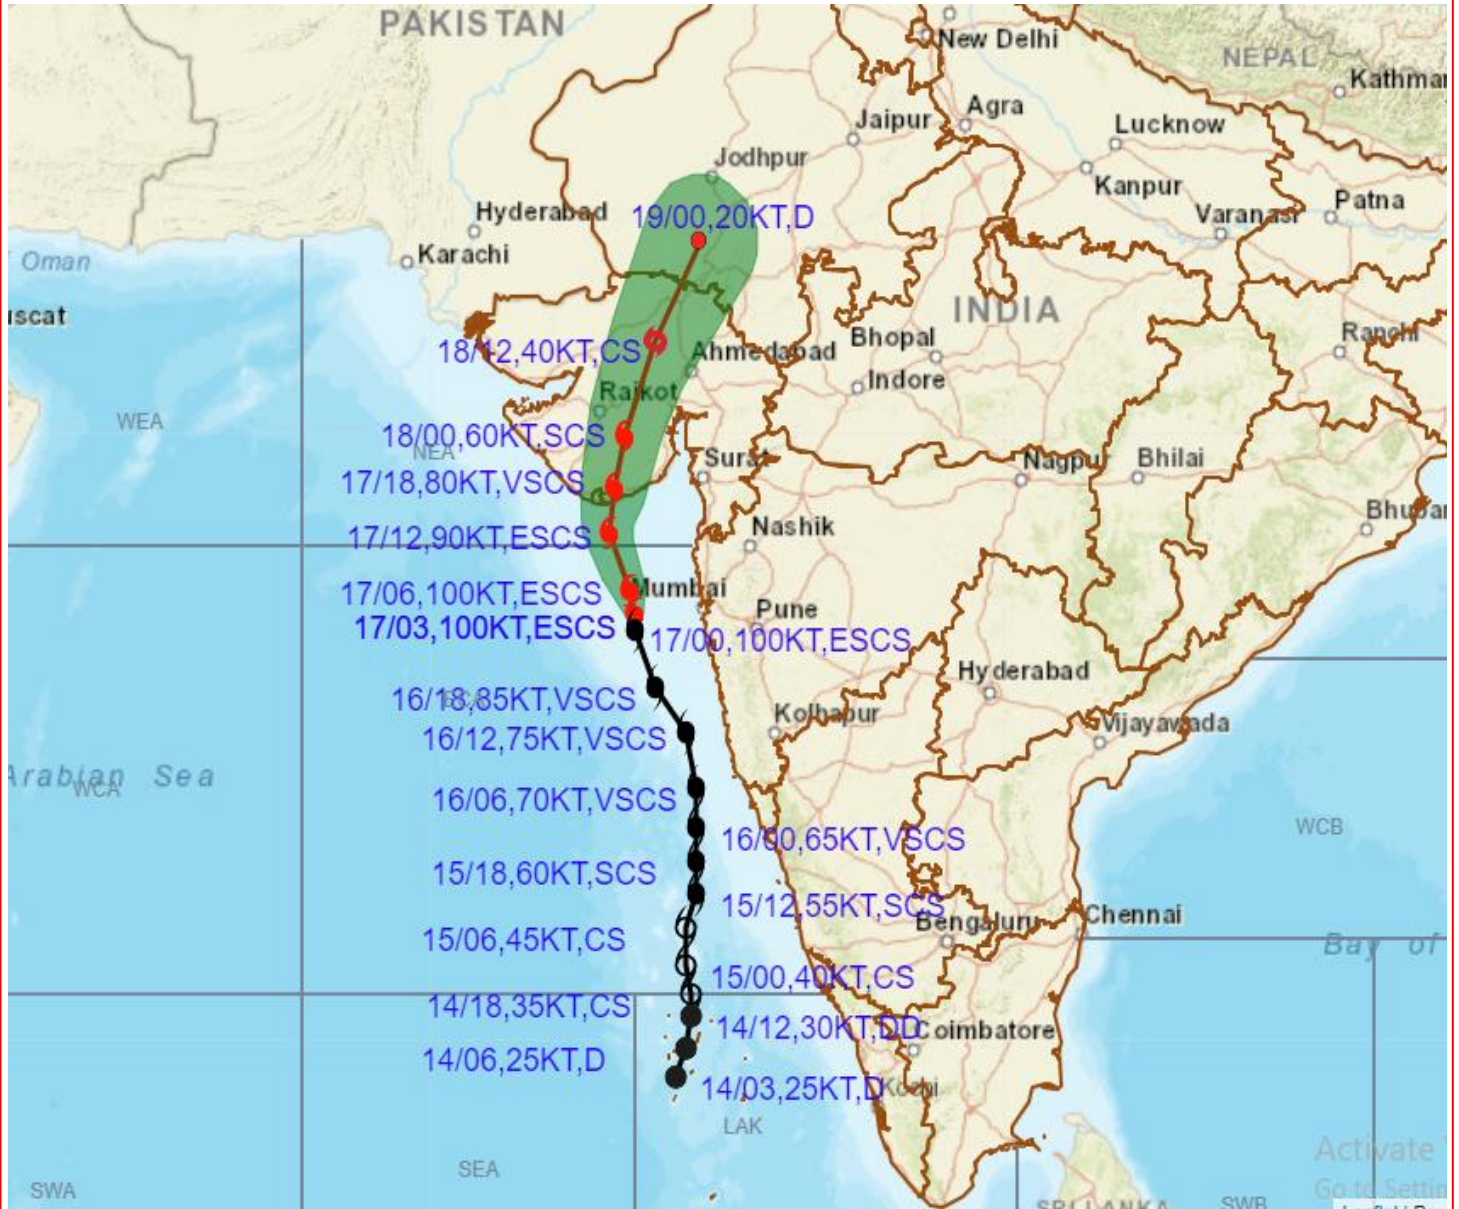 PAKISTAN
New Delhi
NEPAL
Kathmar
Agra
Jaipur
Lucknow
Jodhpur
Kanpur
Patna
Hyderabad
19/00,20KT,D
Varanasi
Karachi
Oman
INDIA
uscat
Ranchi
Bhopal
18/12,40KT,CS
Ahmedabad
Indore
Rajkot
WEA
18/00,60KT,SCS
NEA
Surat
Nagpur
Bhilai
17/18,80KT,VSCS
Bhubar
Nashik
17/12,90KT,ESCS
Mumbai
17/06,100KT,ESCS
Pune
17/03,100KT,ESCS
17/00,100KT,ESCS
Hyderabad
16/18,85KT,VSCS
ECA
Kolhapur
Vijayawada
16/12,75KT,VSCS
Arabian Sea
WCA
16/06,70KT,VSCS
WCB
16/00,65KT,VSCS
15/18,60KT,SCS
15/12,55KT,SCS
Chennai
Bengaluru
15/06,45KT,CS
Bay of
15/00,40KT,CS
14/18,35KT,CS
14/12,30KT,DD
Coimbatore
14/06,25KT,D
14/03,25KT,D
Kochi
LAK
Activate
SEA
SWA
Go to Settin
SRI LANKA
SWB